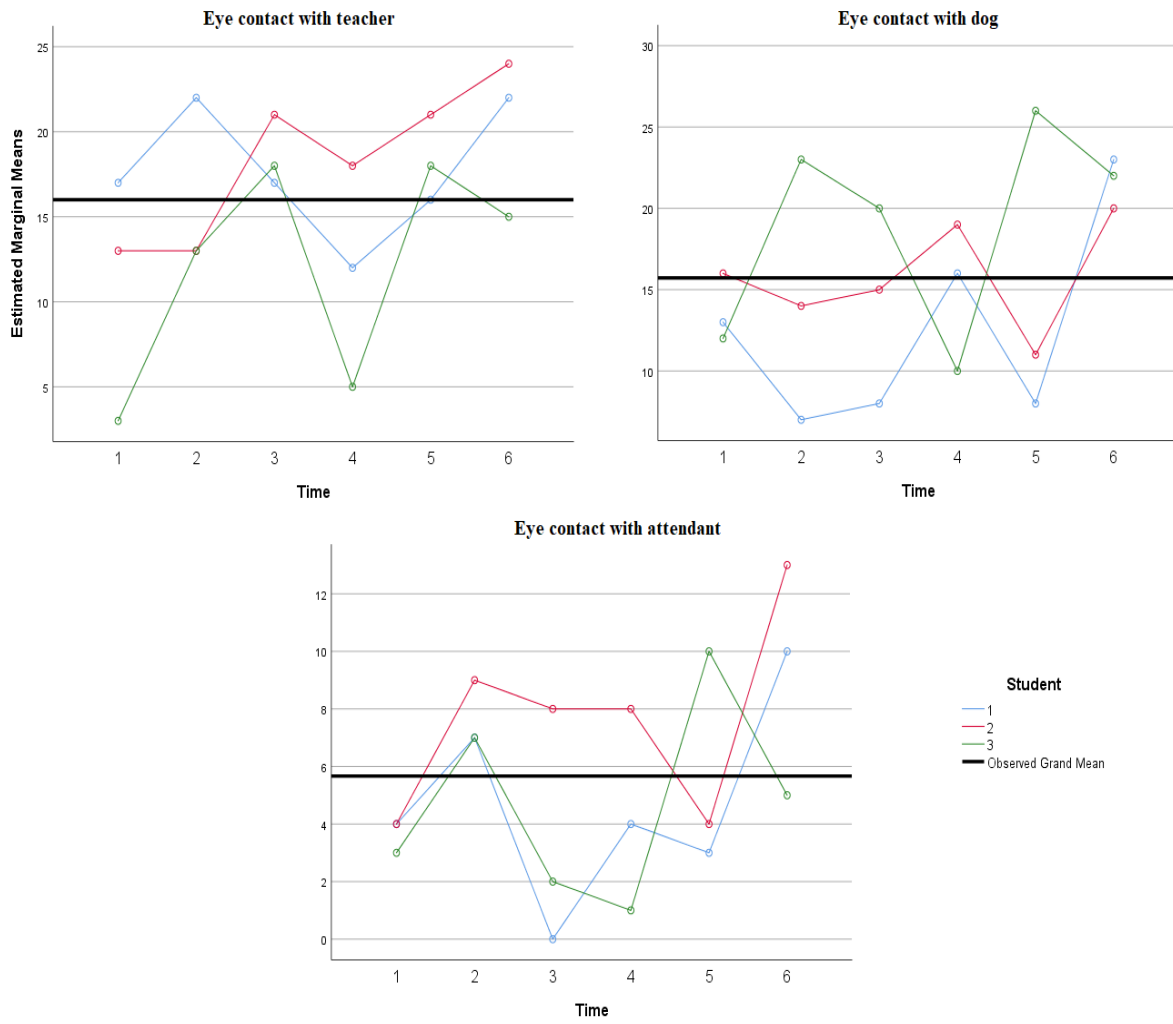 Eye contact with teacher
Estimated Marginal Means
25
20
15
10
5
1 2 3 4 5 6
Time
Eye contact with dog
30
25
20
15
10
1 2 3 4 5 6
Time
Eye contact with attendant
12
10
8
6
4
2
0
1 2 3 4 5 6
Time
Student
1
2
3
Observed Grand Mean